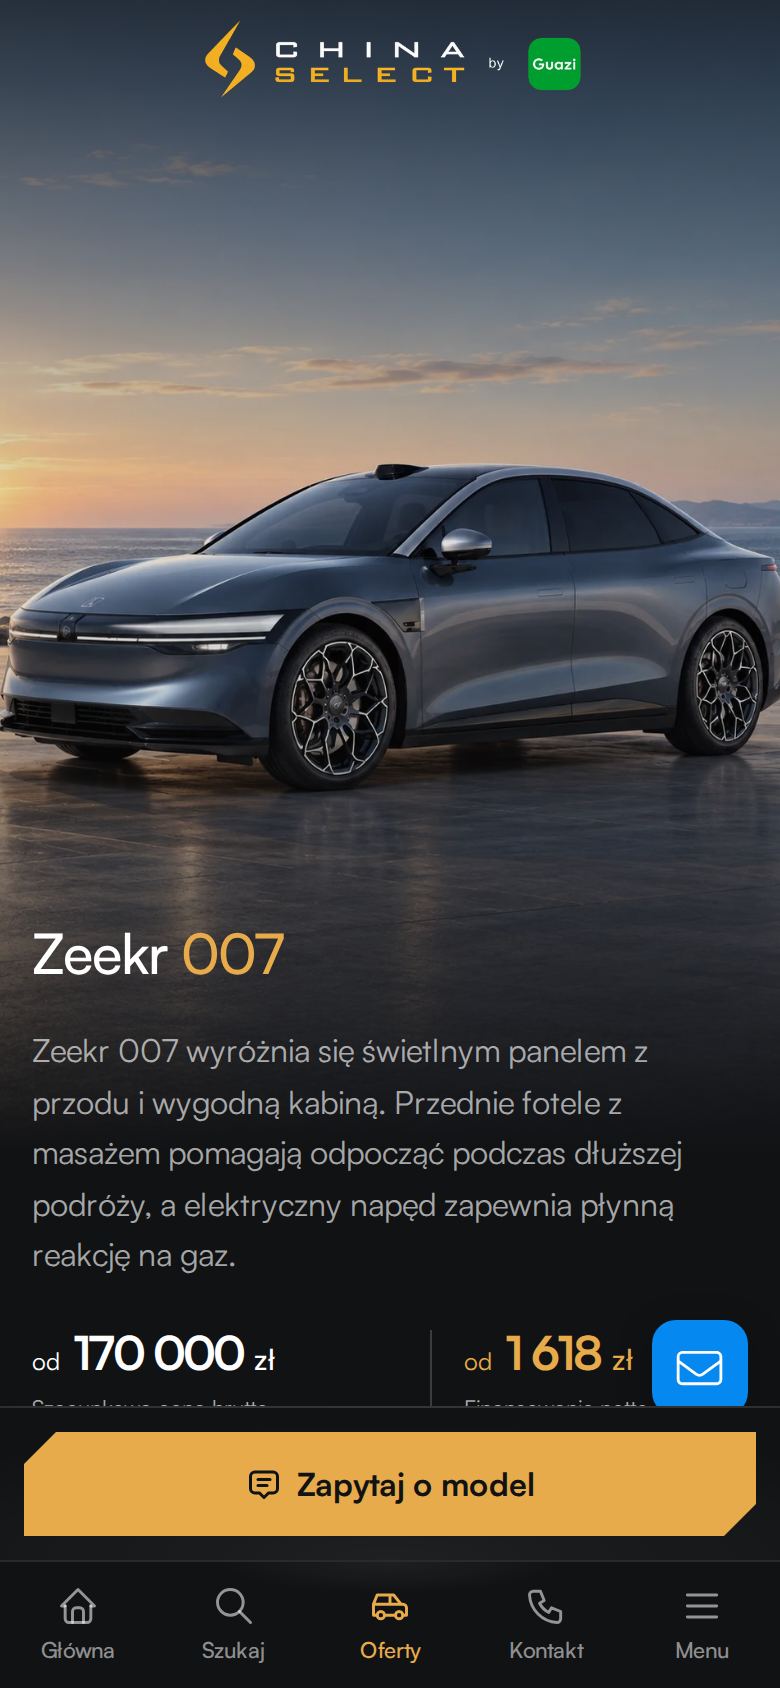 CHINA
SELECT by Guazi
Zeekr 007
Zeekr 007 wyróżnia się świetlnym panelem z
przodu i wygodną kabiną. Przednie fotele z
masażem pomagają odpocząć podczas dłuższej
podróży, a elektryczny napęd zapewnia płynną
reakcję na gaz.
od 170 000 zł
od 1 618 zł
Zapytaj o model
Główna
Szukaj
Oferty
Kontakt
Menu